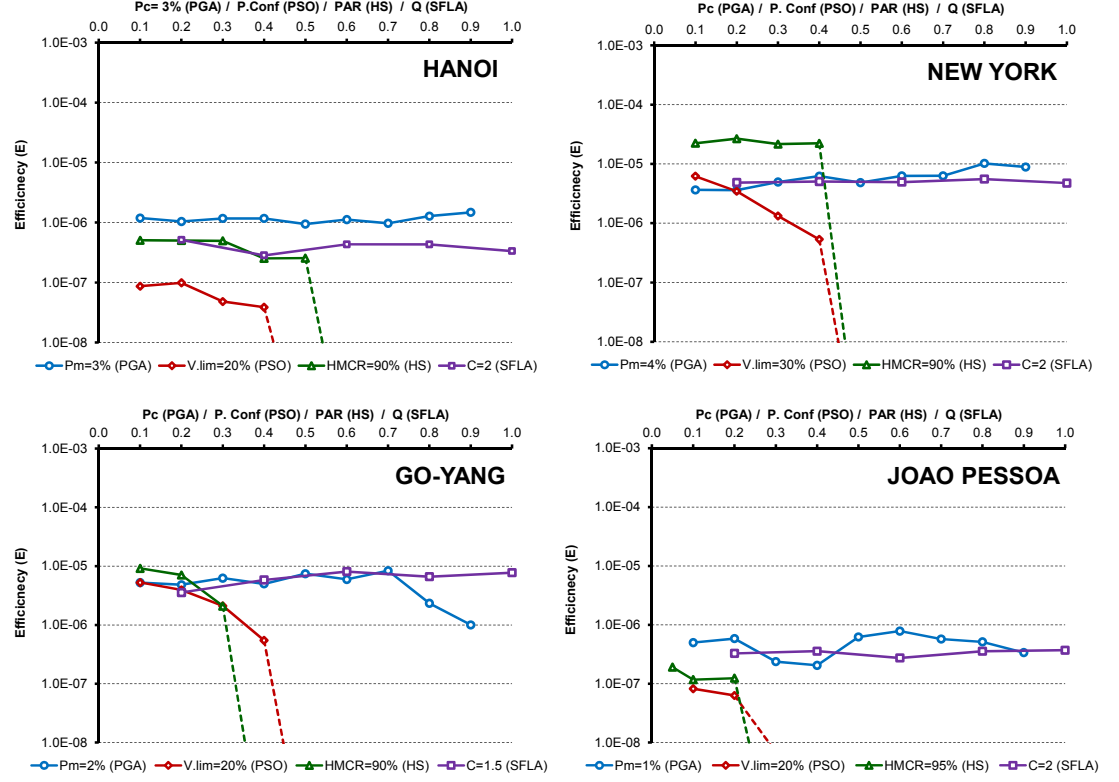 Pc= 3% (PGA) / P.Conf (PSO) / PAR (HS) / Q (SFLA)
0.0 0.1 0.2 0.3 0.4 0.5 0.6 0.7 0.8 0.9 1.0
1.0E-03
HANOI
1.0E-04
1.0E-05
1.0E-06
1.0E-07
1.0E-08
Efficicnecy (E)
Pm=3% (PGA) V.lim=20% (PSO) HMCR=90% (HS) C=2 (SFLA)
Pc (PGA) / P. Conf (PSO) / PAR (HS) / Q (SFLA)
0.0 0.1 0.2 0.3 0.4 0.5 0.6 0.7 0.8 0.9 1.0
1.0E-03
NEW YORK
1.0E-04
1.0E-05
1.0E-06
1.0E-07
1.0E-08
Efficicnecy (E)
Pm=4% (PGA) V.lim=30% (PSO) HMCR=90% (HS) C=2 (SFLA)
Pc (PGA) / P. Conf (PSO) / PAR (HS) / Q (SFLA)
0.0 0.1 0.2 0.3 0.4 0.5 0.6 0.7 0.8 0.9 1.0
1.0E-03
GO-YANG
1.0E-04
1.0E-05
1.0E-06
1.0E-07
1.0E-08
Efficicnecy (E)
Pm=2% (PGA) V.lim=20% (PSO) HMCR=90% (HS) C=1.5 (SFLA)
Pc (PGA) / P. Conf (PSO) / PAR (HS) / Q (SFLA)
0.0 0.1 0.2 0.3 0.4 0.5 0.6 0.7 0.8 0.9 1.0
1.0E-03
JOAO PESSOA
1.0E-04
1.0E-05
1.0E-06
1.0E-07
1.0E-08
Efficicnecy (E)
Pm=1% (PGA) V.lim=20% (PSO) HMCR=95% (HS) C=2 (SFLA)